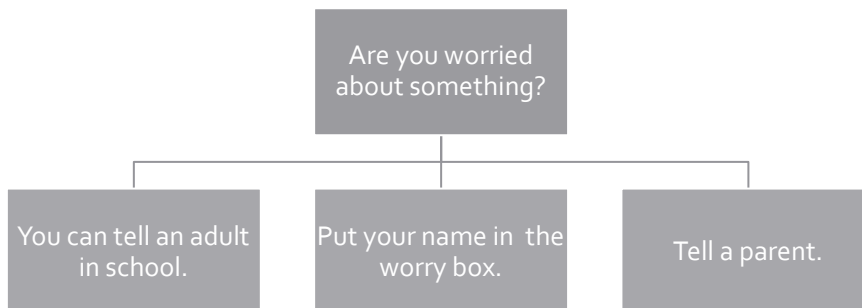 Are you worried
about something?
You can tell an adult
in school.
Put your name in the
worry box.
Tell a parent.